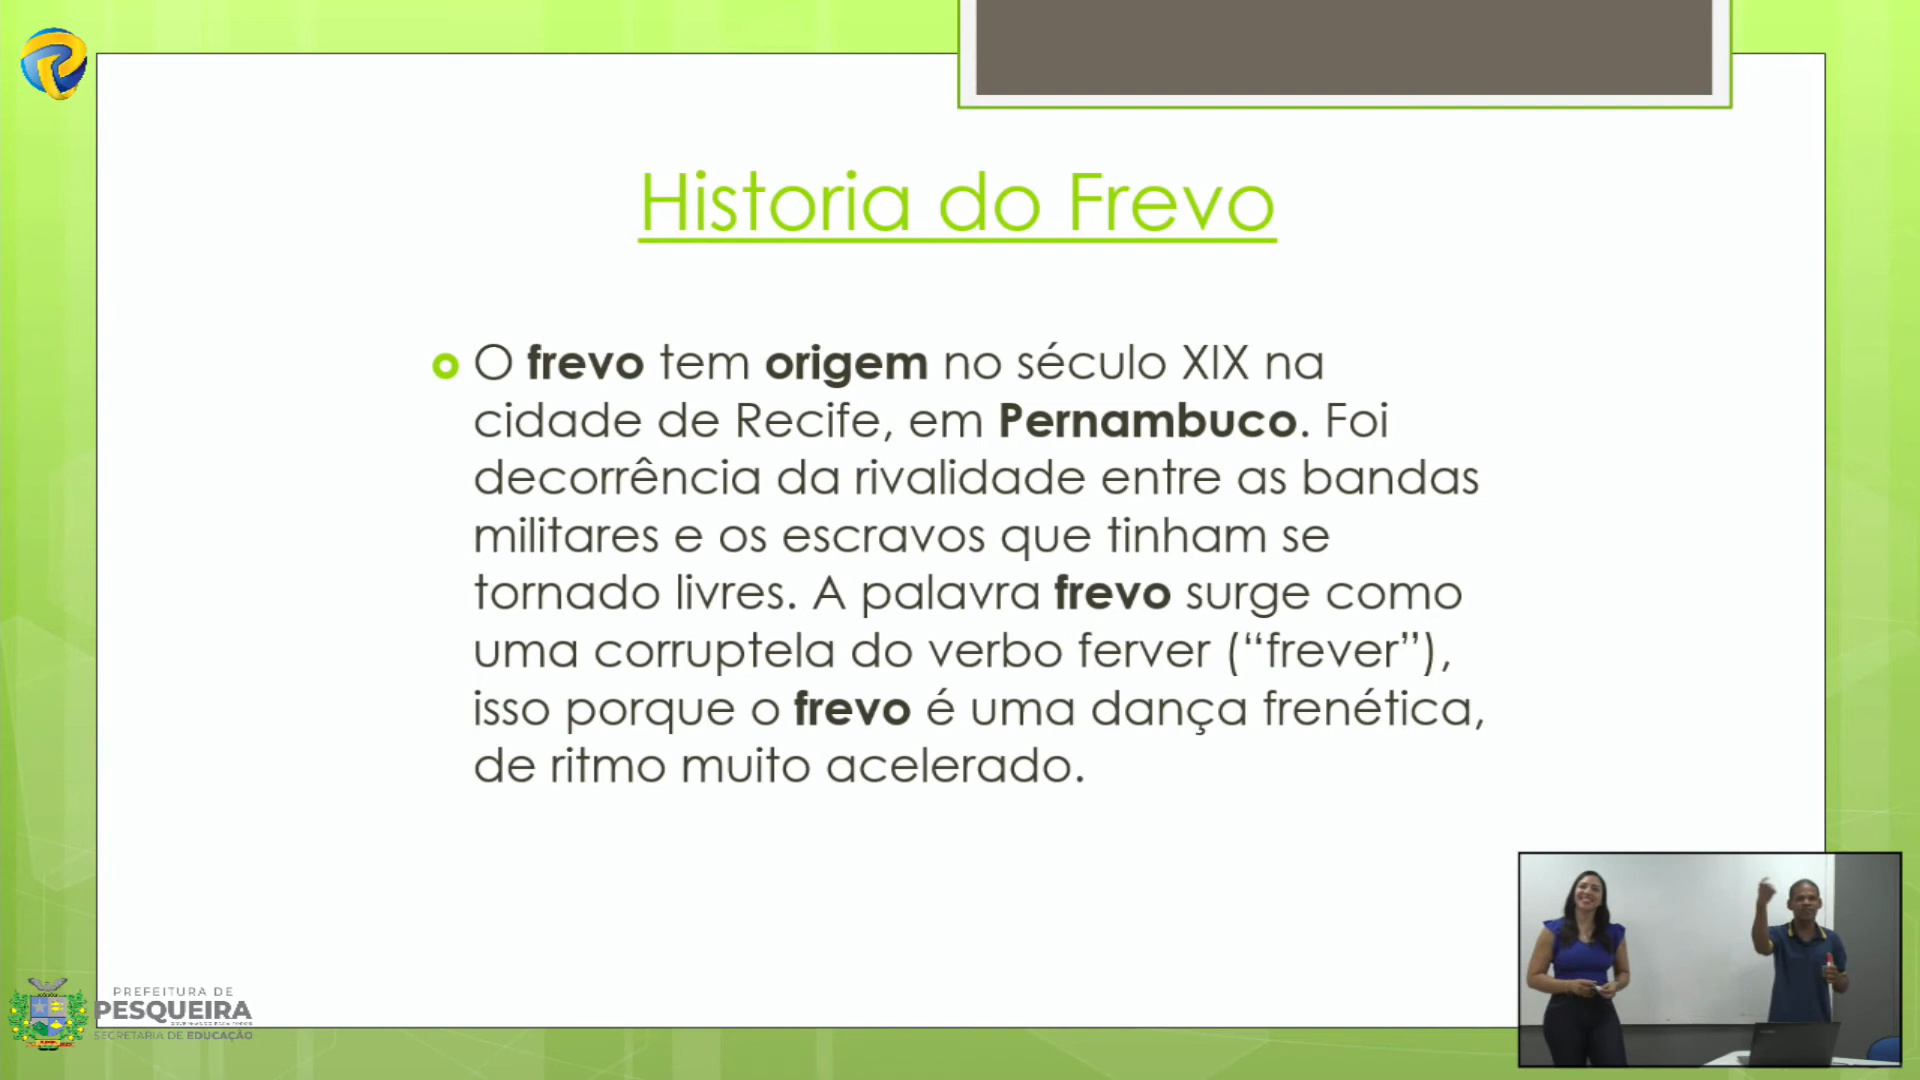 Historia do Frevo
O frevo tem origem no século XIX na
cidade de Recife, em Pernambuco. Foi
decorrência da rivalidade entre as bandas
militares e os escravos que tinham se
tornado livres. A palavra frevo surge como
uma corruptela do verbo ferver (“frever”),
isso porque o frevo é uma dança frenética,
de ritmo muito acelerado.
PREFEITURA DE
PESQUEIRA
SECRETARIA DE EDUCAÇÃO